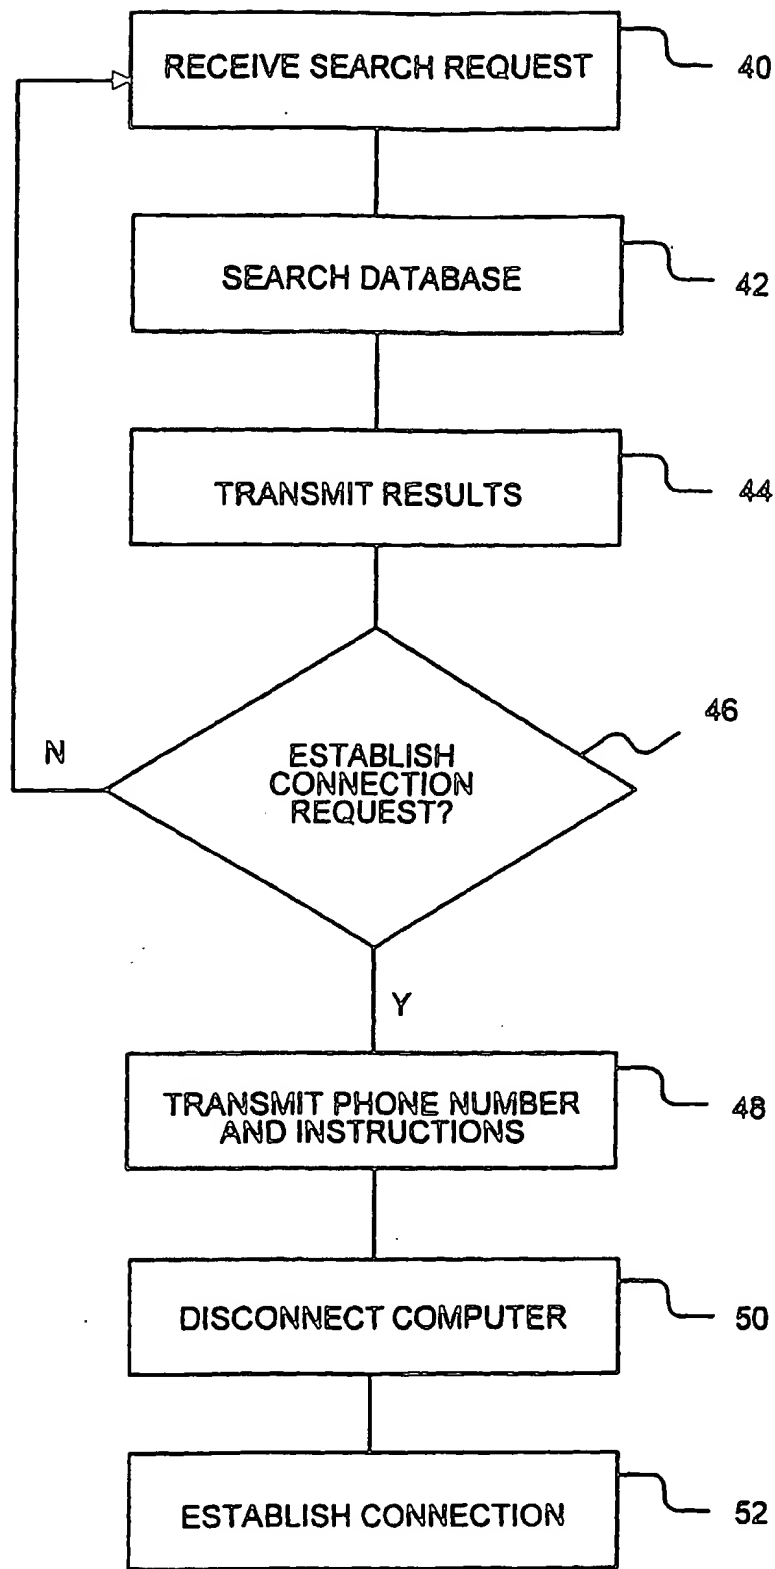 RECEIVE SEARCH REQUEST
40
SEARCH DATABASE
42
TRANSMIT RESULTS
44
46
N
ESTABLISH
CONNECTION
REQUEST?
Y
TRANSMIT PHONE NUMBER
AND INSTRUCTIONS
48
DISCONNECT COMPUTER
50
ESTABLISH CONNECTION
52